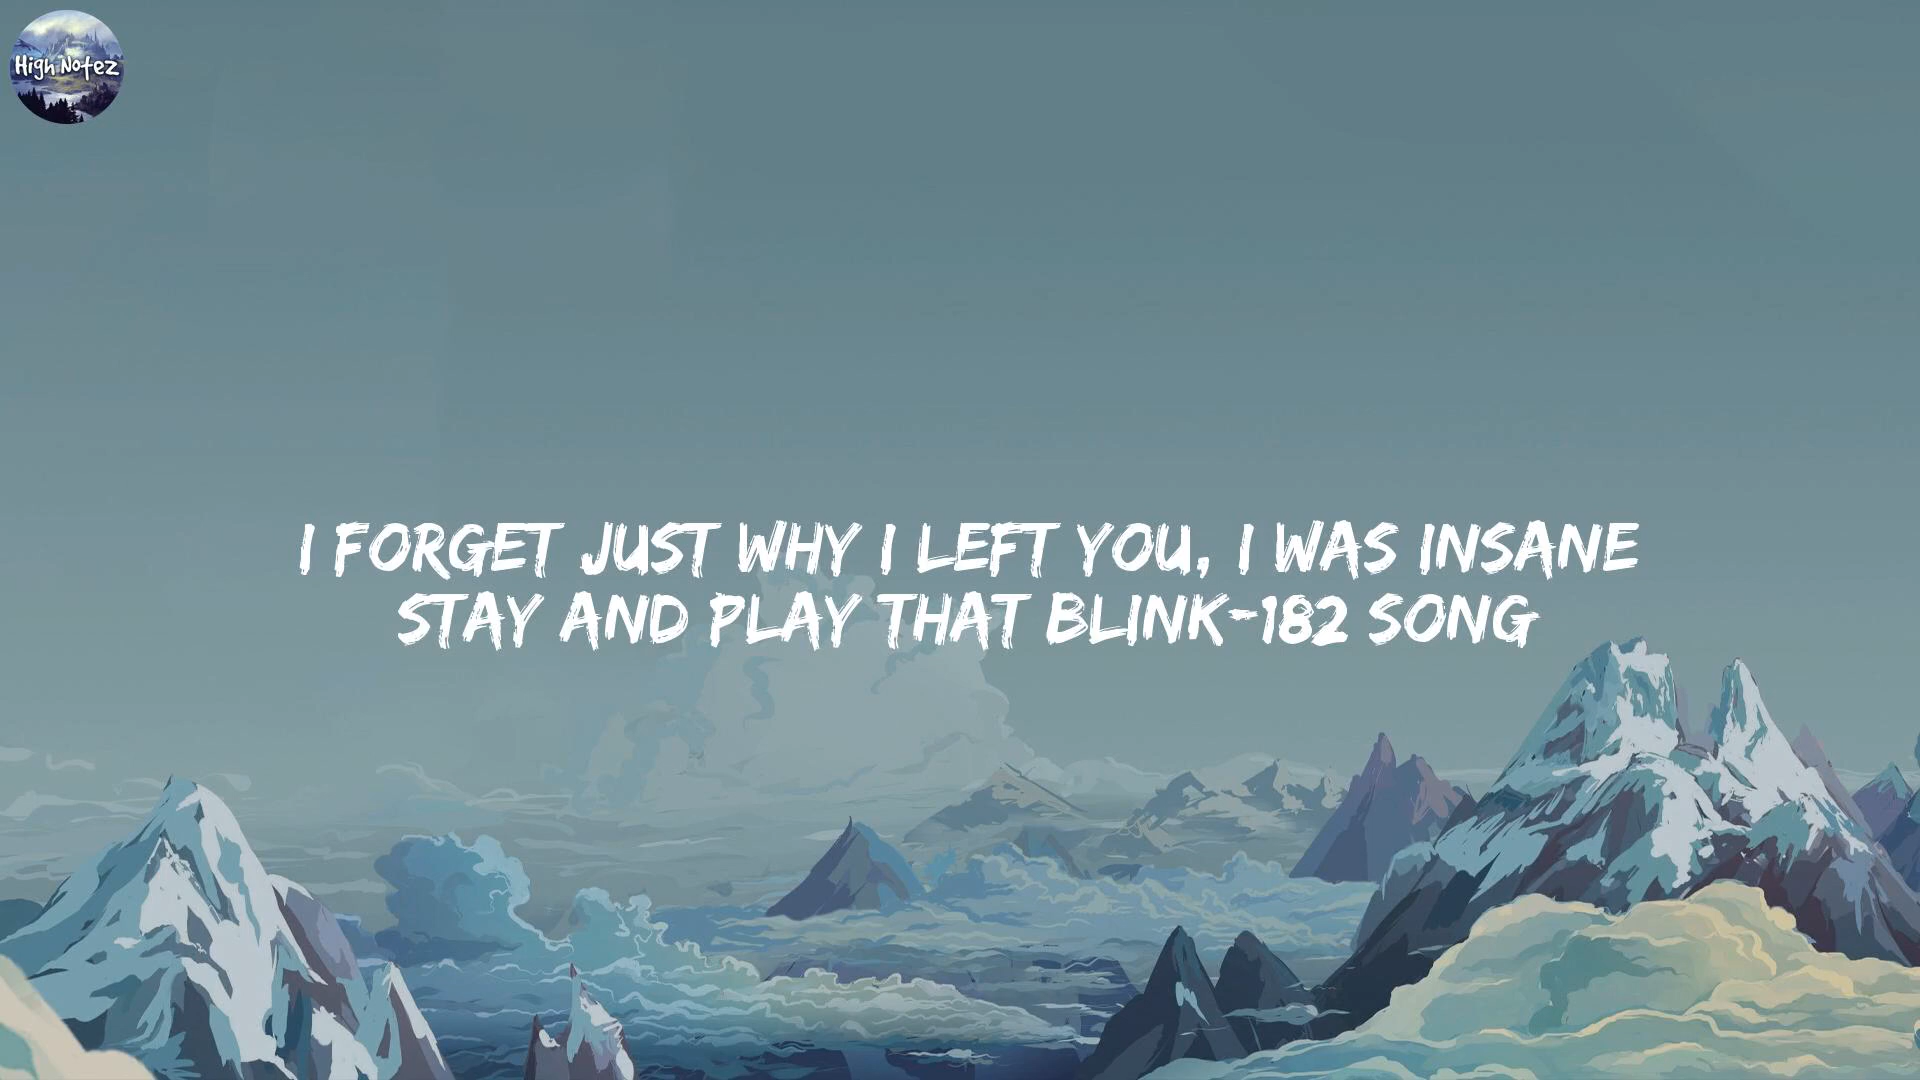 High Notez
I FORGET JUST WHY I LEFT YOU, I WAS INSANE
STAY AND PLAY THAT BLINK-182 SONG